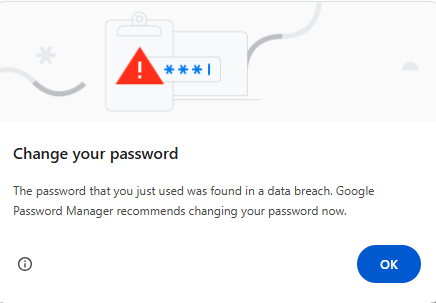 ***|
Change your password
The password that you just used was found in a data breach. Google
Password Manager recommends changing your password now.
OK